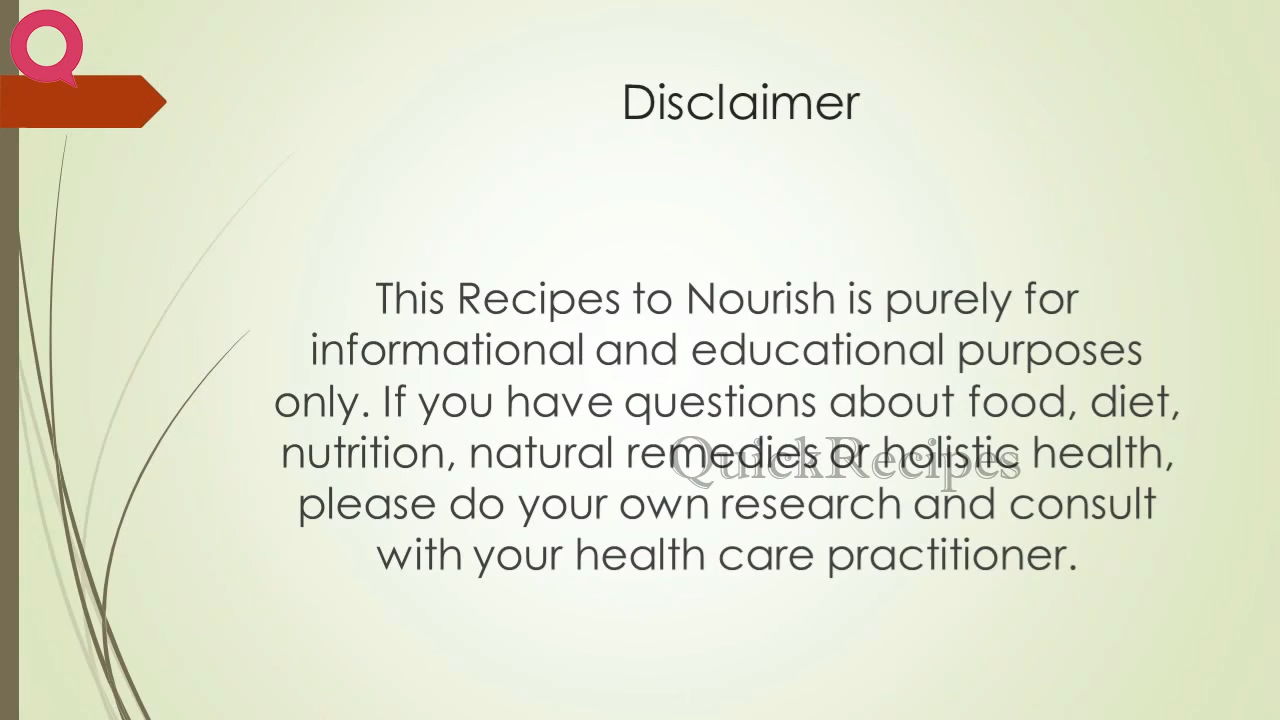 Disclaimer
This Recipes to Nourish is purely for
informational and educational purposes
only. If you have questions about food, diet,
nutrition, natural remedies or holistic health,
QuickRecipes
please do your own research and consult
with your health care practitioner.